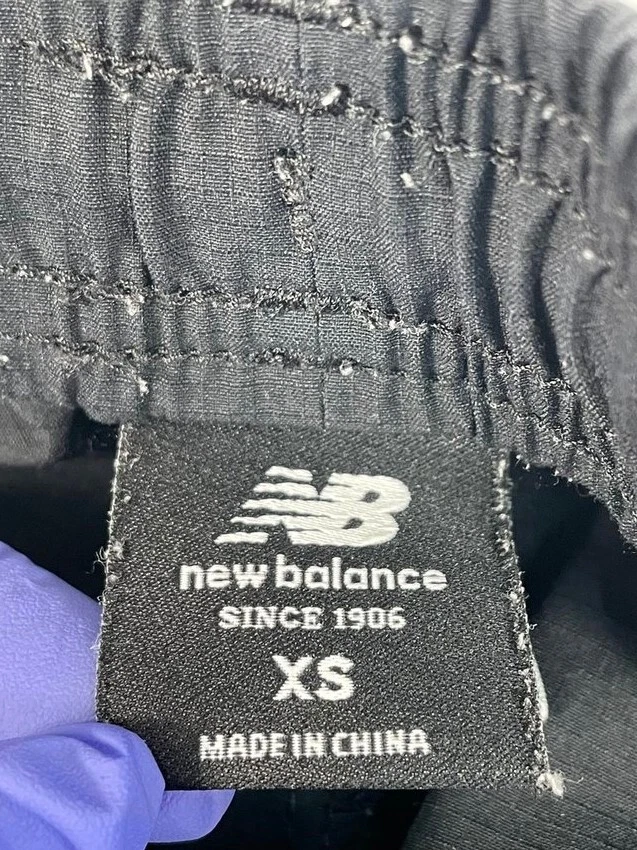 NB
new balance
SINCE 1906
XS
MADE IN CHINA